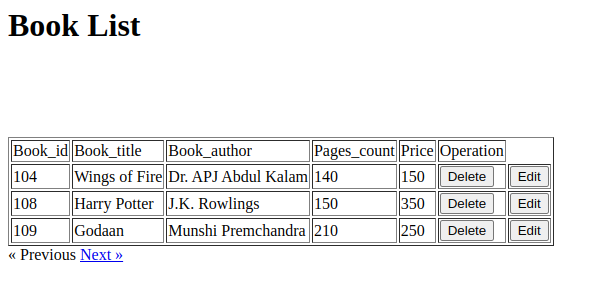 Book List
Book_id Book_title Book_author Pages_count Price Operation
104 Wings of Fire Dr. APJ Abdul Kalam 140 150 Delete Edit
108 Harry Potter J.K. Rowlings 150 350 Delete Edit
109 Godaan Munshi Premchandra 210 250 Delete Edit
« Previous Next »